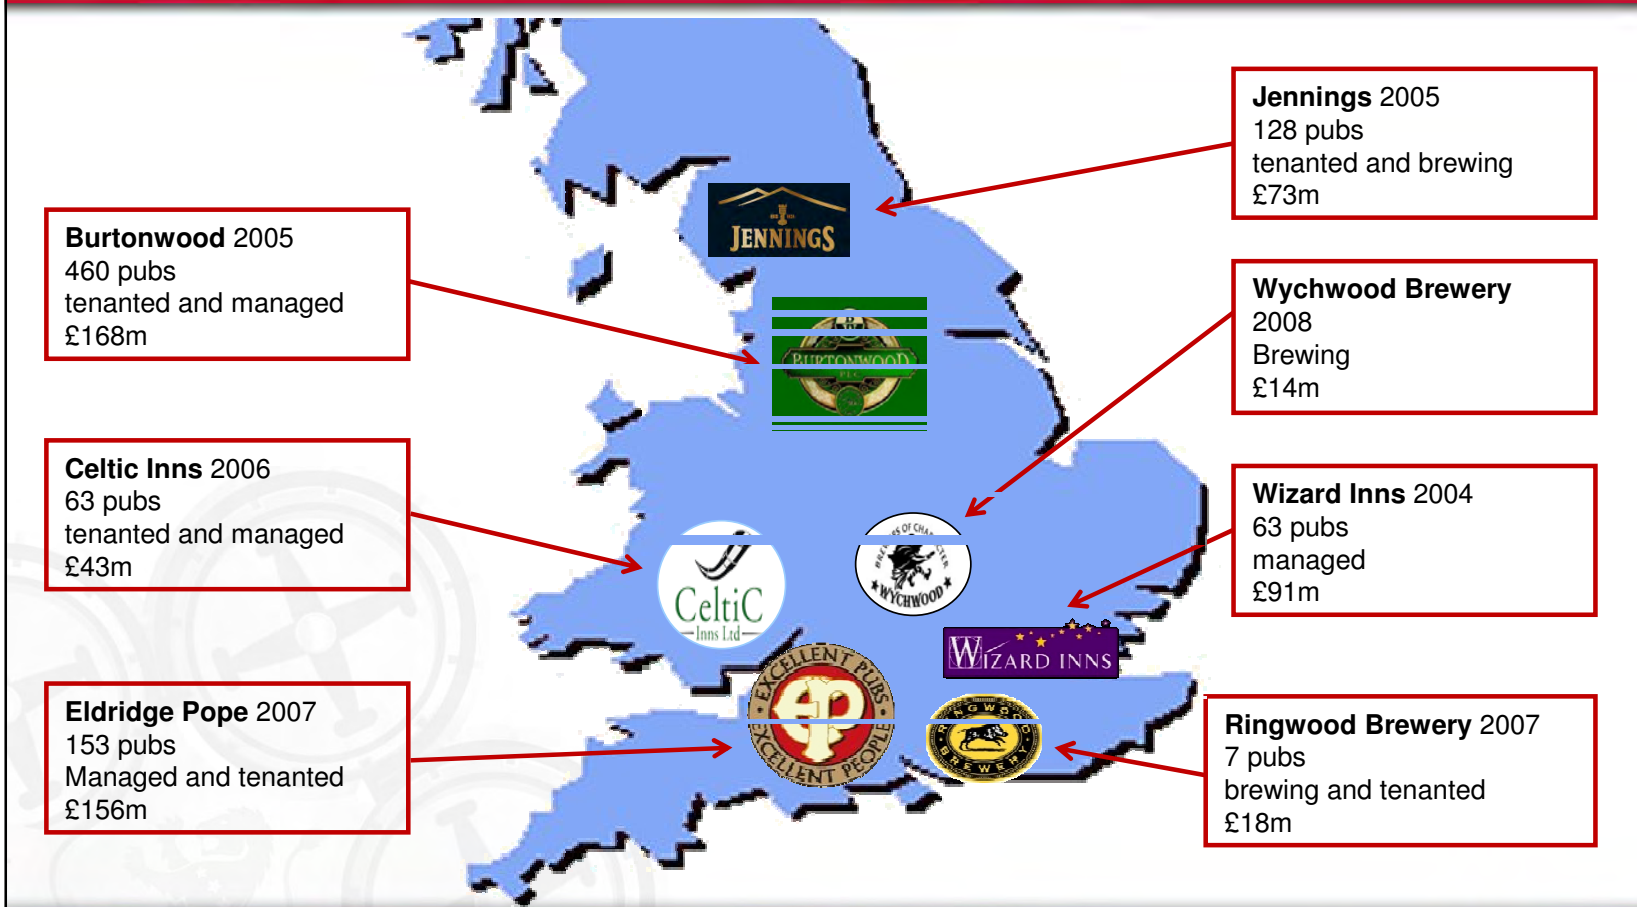 Jennings 2005
128 pubs
tenanted and brewing
£73m
JENNINGS
Burtonwood 2005
460 pubs
tenanted and managed
£168m
BURTONWOOD
PLC
Wychwood Brewery
2008
Brewing
£14m
Celtic Inns 2006
63 pubs
tenanted and managed
£43m
CeltiC
Inns Ltd
WYCHWOOD
Wizard Inns 2004
63 pubs
managed
£91m
WIZARD INNS
Eldridge Pope 2007
153 pubs
Managed and tenanted
£156m
EXCELLENT PUBS
ep
EXCELLENT PEOPLE
RINGWOOD
BREWERY
Ringwood Brewery 2007
7 pubs
brewing and tenanted
£18m